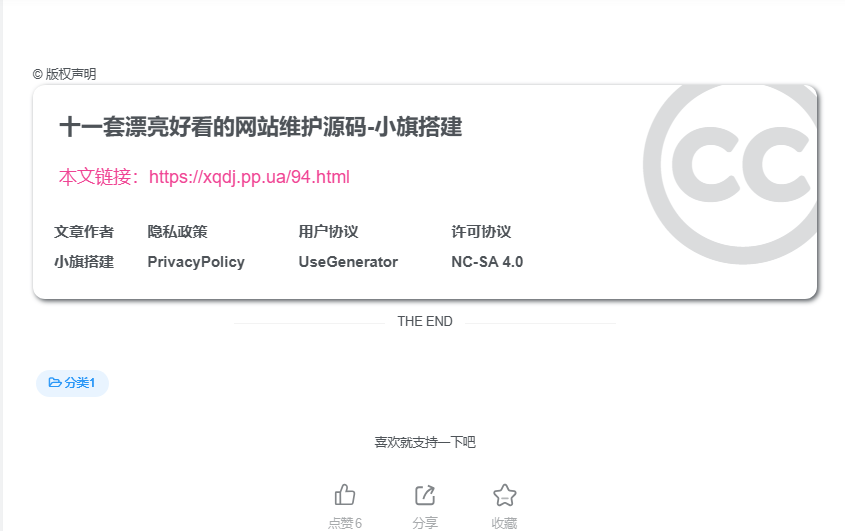 © 版权声明
十一套漂亮好看的网站维护源码-小旗搭建
本文链接：https://xqdj.pp.ua/94.html
文章作者 隐私政策 用户协议 许可协议
小旗搭建 PrivacyPolicy UseGenerator NC-SA 4.0
CC
THE END
分类1
喜欢就支持一下吧
点赞6 分享 收藏